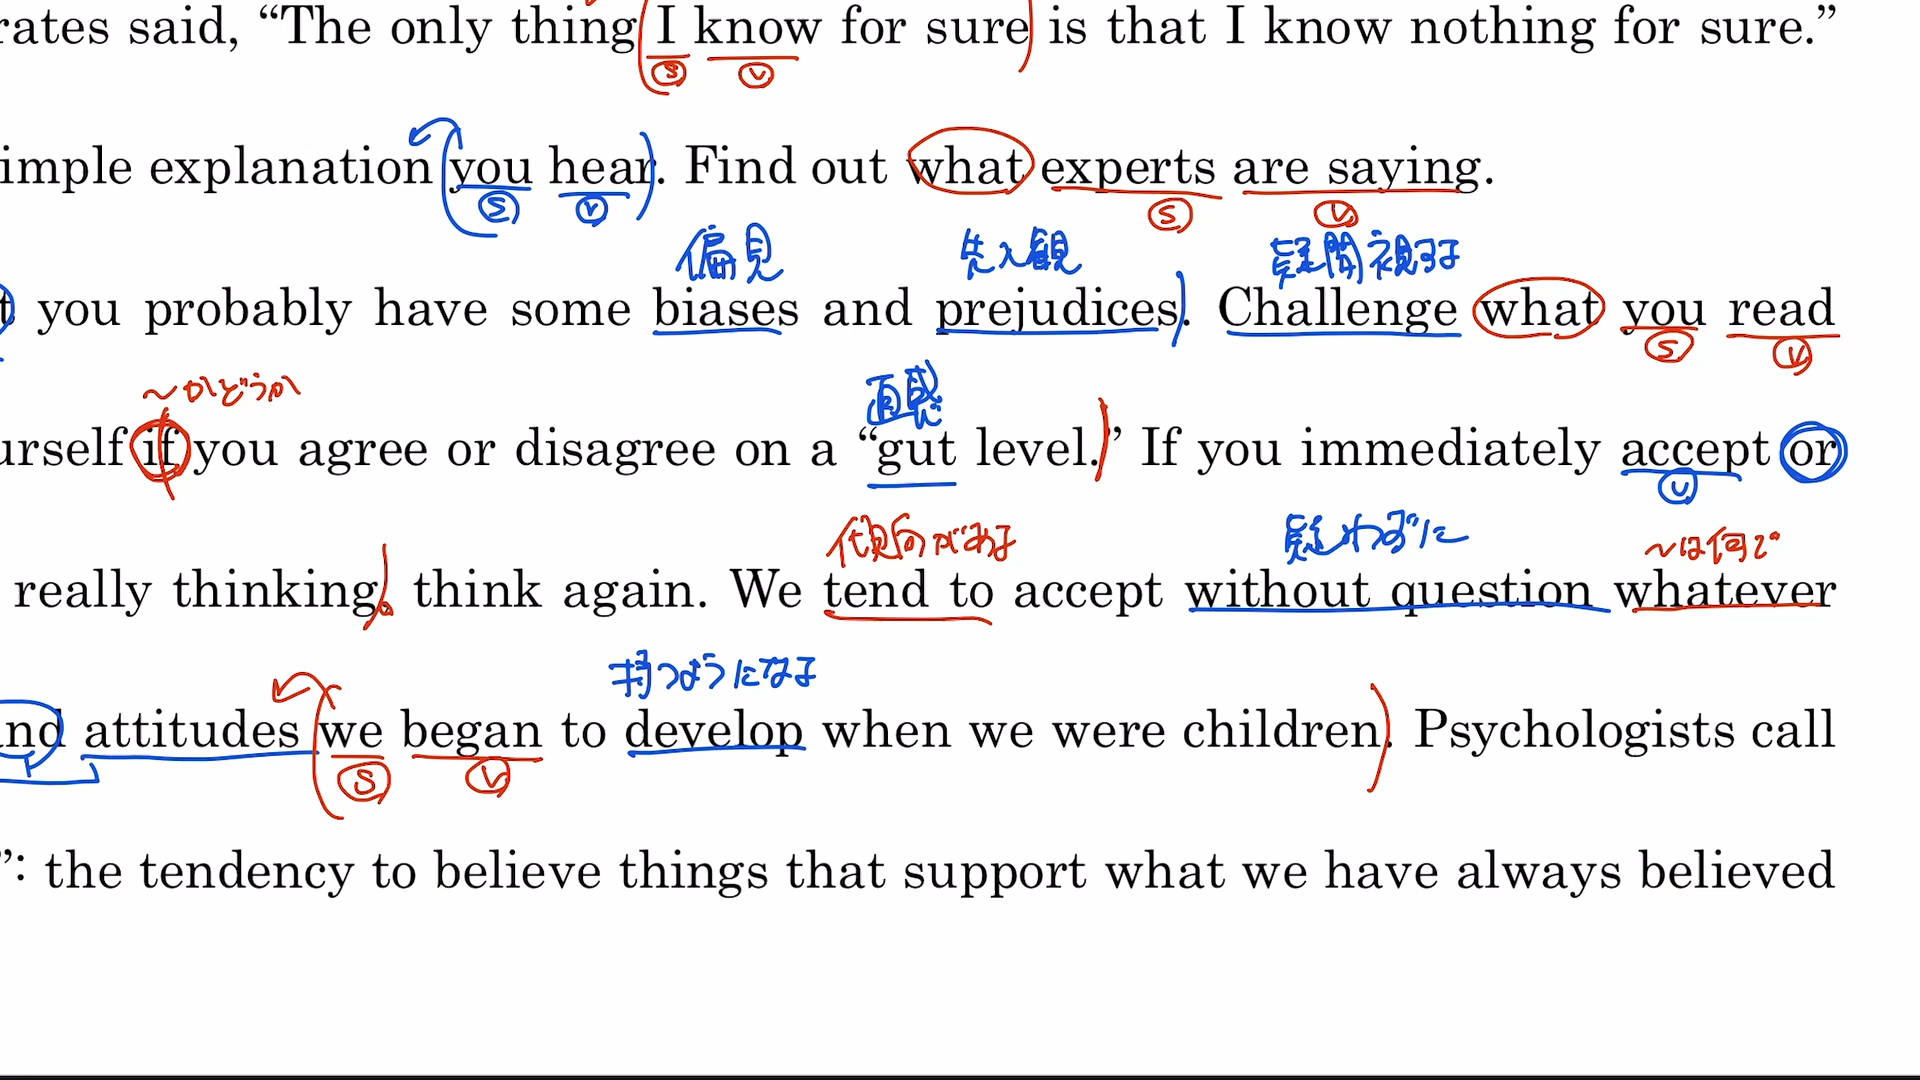 rates said, “The only thing I know for sure is that I know nothing for sure.”
S V
imple explanation you hear. Find out what experts are saying.
S V S V
偏見 先入観 疑問視する
t you probably have some biases and prejudices. Challenge what you read
S V
～かどうか 直感
urself if you agree or disagree on a “gut level.” If you immediately accept or
V
傾向がある 疑わずに ～は何で
really thinking, think again. We tend to accept without question whatever
持つようになる
and attitudes we began to develop when we were children. Psychologists call
S V
”: the tendency to believe things that support what we have always believed